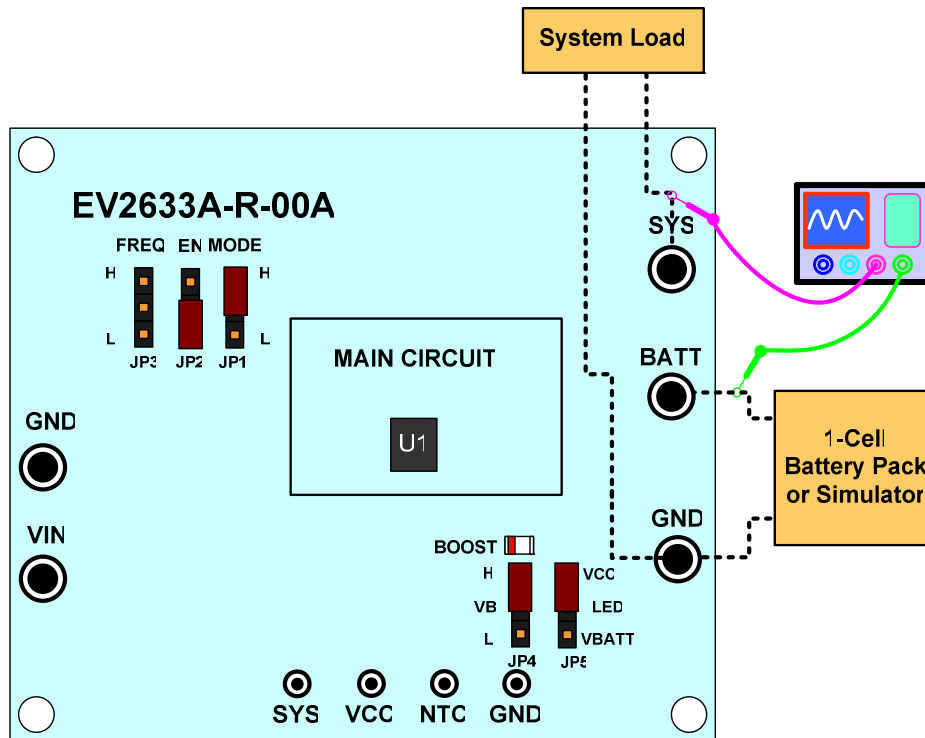 System Load
EV2633A-R-00A
SYS
FREQ EN MODE
H H
L L
JP3 JP2 JP1
MAIN CIRCUIT
BATT
U1
GND
1-Cell
Battery Pack
or Simulator
GND
VIN
BOOST
H VCC
VB LED
L VBATT
JP4 JP5
SYS VCC NTC GND